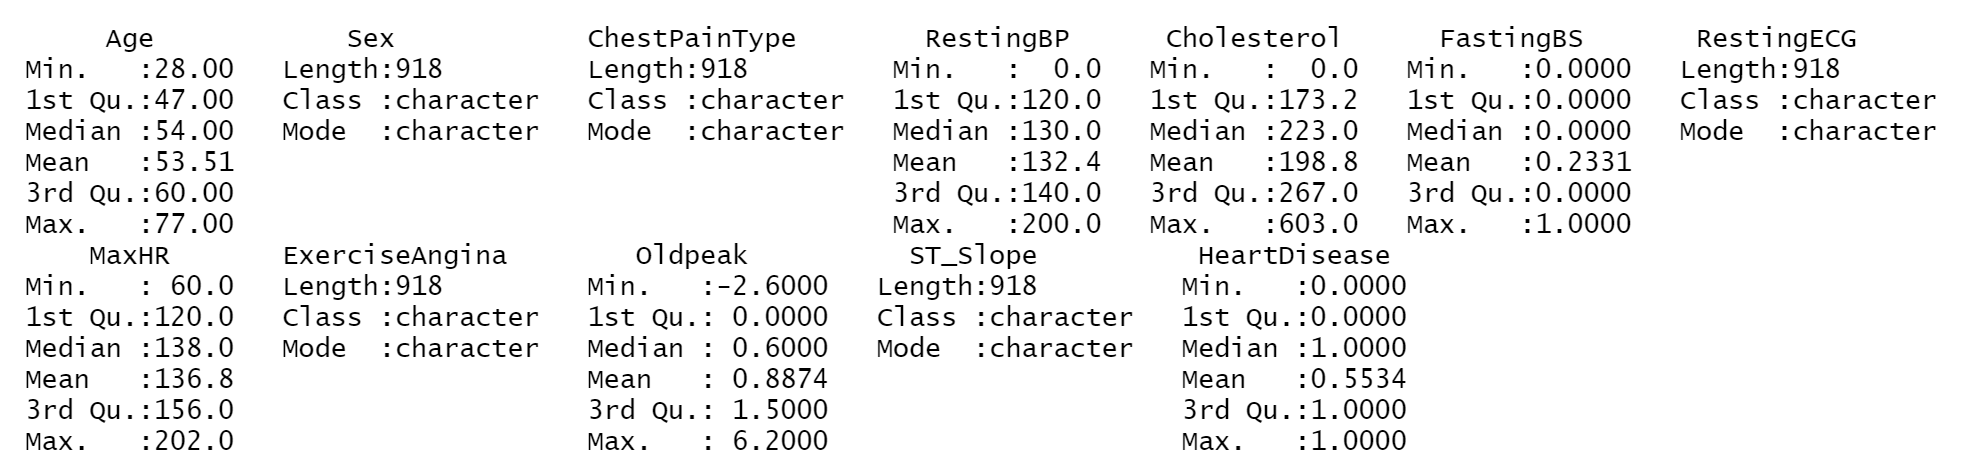 Age            Sex            ChestPainType        RestingBP      Cholesterol      FastingBS       RestingECG
Min.   :28.00   Length:918         Length:918         Min.   :  0.0   Min.   :  0.0   Min.   :0.0000   Length:918
1st Qu.:47.00   Class :character   Class :character   1st Qu.:120.0   1st Qu.:173.2   1st Qu.:0.0000   Class :character
Median :54.00   Mode  :character   Mode  :character   Median :130.0   Median :223.0   Median :0.0000   Mode  :character
Mean   :53.51                                         Mean   :132.4   Mean   :198.8   Mean   :0.2331
3rd Qu.:60.00                                         3rd Qu.:140.0   3rd Qu.:267.0   3rd Qu.:0.0000
Max.   :77.00                                         Max.   :200.0   Max.   :603.0   Max.   :1.0000
    MaxHR       ExerciseAngina        Oldpeak          ST_Slope          HeartDisease
Min.   : 60.0   Length:918         Min.   :-2.6000   Length:918         Min.   :0.0000
1st Qu.:120.0   Class :character   1st Qu.: 0.0000   Class :character   1st Qu.:0.0000
Median :138.0   Mode  :character   Median : 0.6000   Mode  :character   Median :1.0000
Mean   :136.8                      Mean   : 0.8874                      Mean   :0.5534
3rd Qu.:156.0                      3rd Qu.: 1.5000                      3rd Qu.:1.0000
Max.   :202.0                      Max.   : 6.2000                      Max.   :1.0000